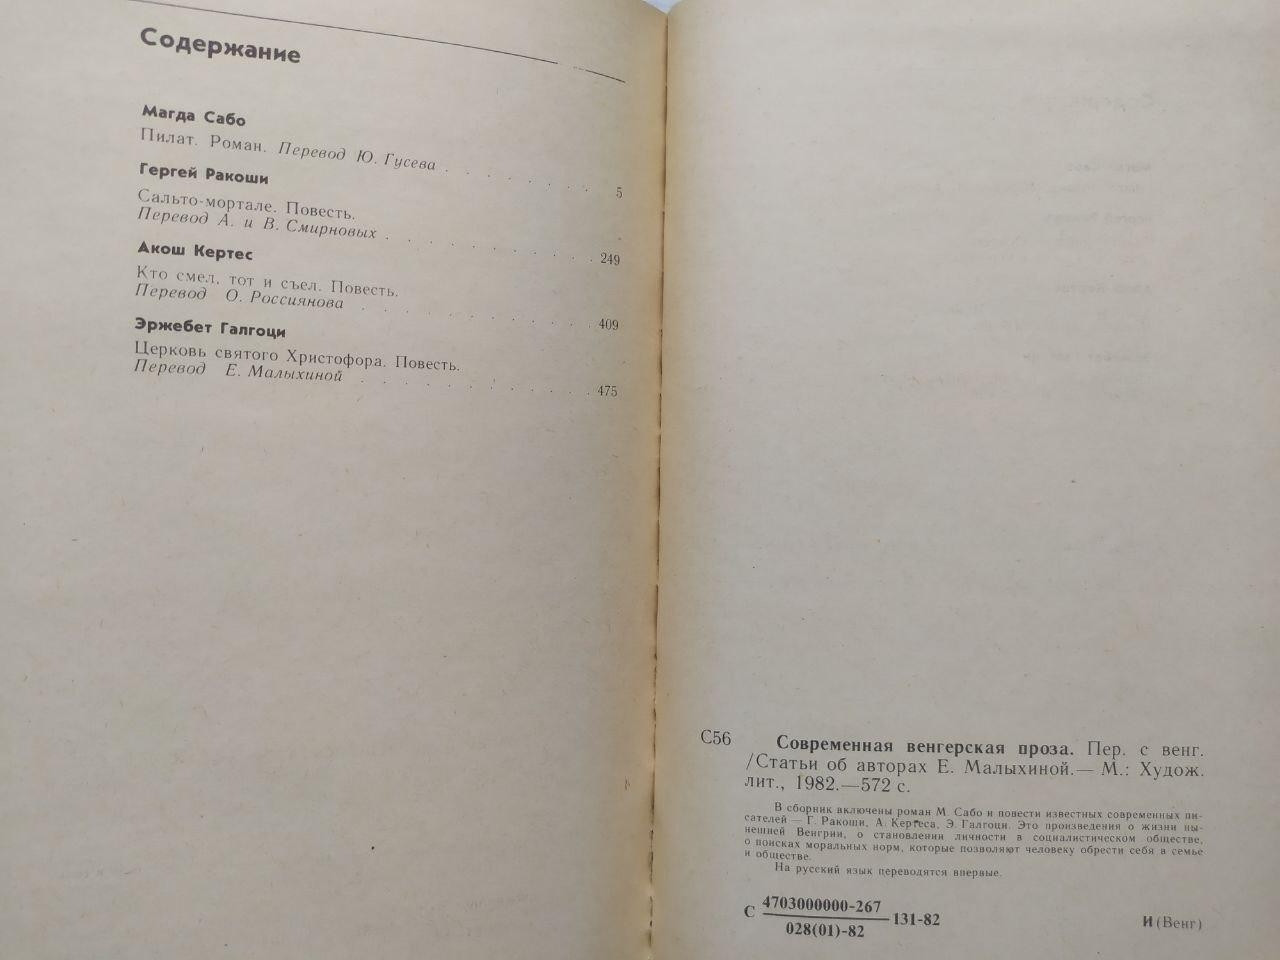 Содержание
Магда Сабо
Пилат. Роман. Перевод Ю. Гусева . . . . . . . 5
Гергей Ракоши
Сальто-мортале. Повесть.
Перевод А. и В. Смирновых . . . . . . . . . 249
Акош Кертес
Кто смел, тот и съел. Повесть.
Перевод О. Россиянова . . . . . . . . . . 409
Эржебет Галгоци
Церковь святого Христофора. Повесть.
Перевод Е. Малыхиной . . . . . . . . . . 475
С56 Современная венгерская проза. Пер. с венг.
/Статьи об авторах Е. Малыхиной.— М.: Худож.
лит., 1982.—572 с.
В сборник включены роман М. Сабо и повести известных современных пи-
сателей — Г. Ракоши, А. Кертеса, Э. Галгоци. Это произведения о жизни ны-
нешней Венгрии, о становлении личности в социалистическом обществе,
о поисках моральных норм, которые позволяют человеку обрести себя в семье
и обществе.
На русский язык переводятся впервые.
С 4703000000-267
028(01)-82
131-82
И(Венг)